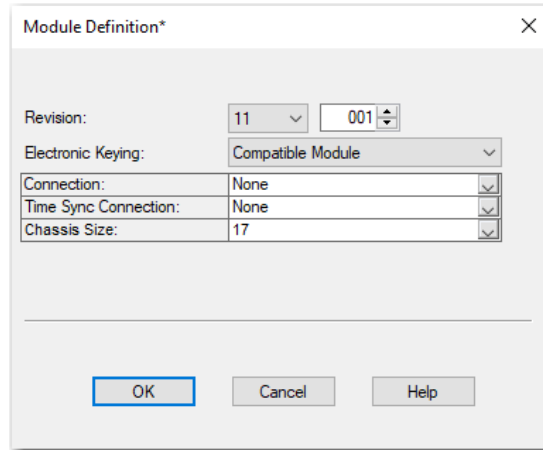 Module Definition*
Revision: 11 001
Electronic Keying: Compatible Module
Connection: None
Time Sync Connection: None
Chassis Size: 17
OK Cancel Help